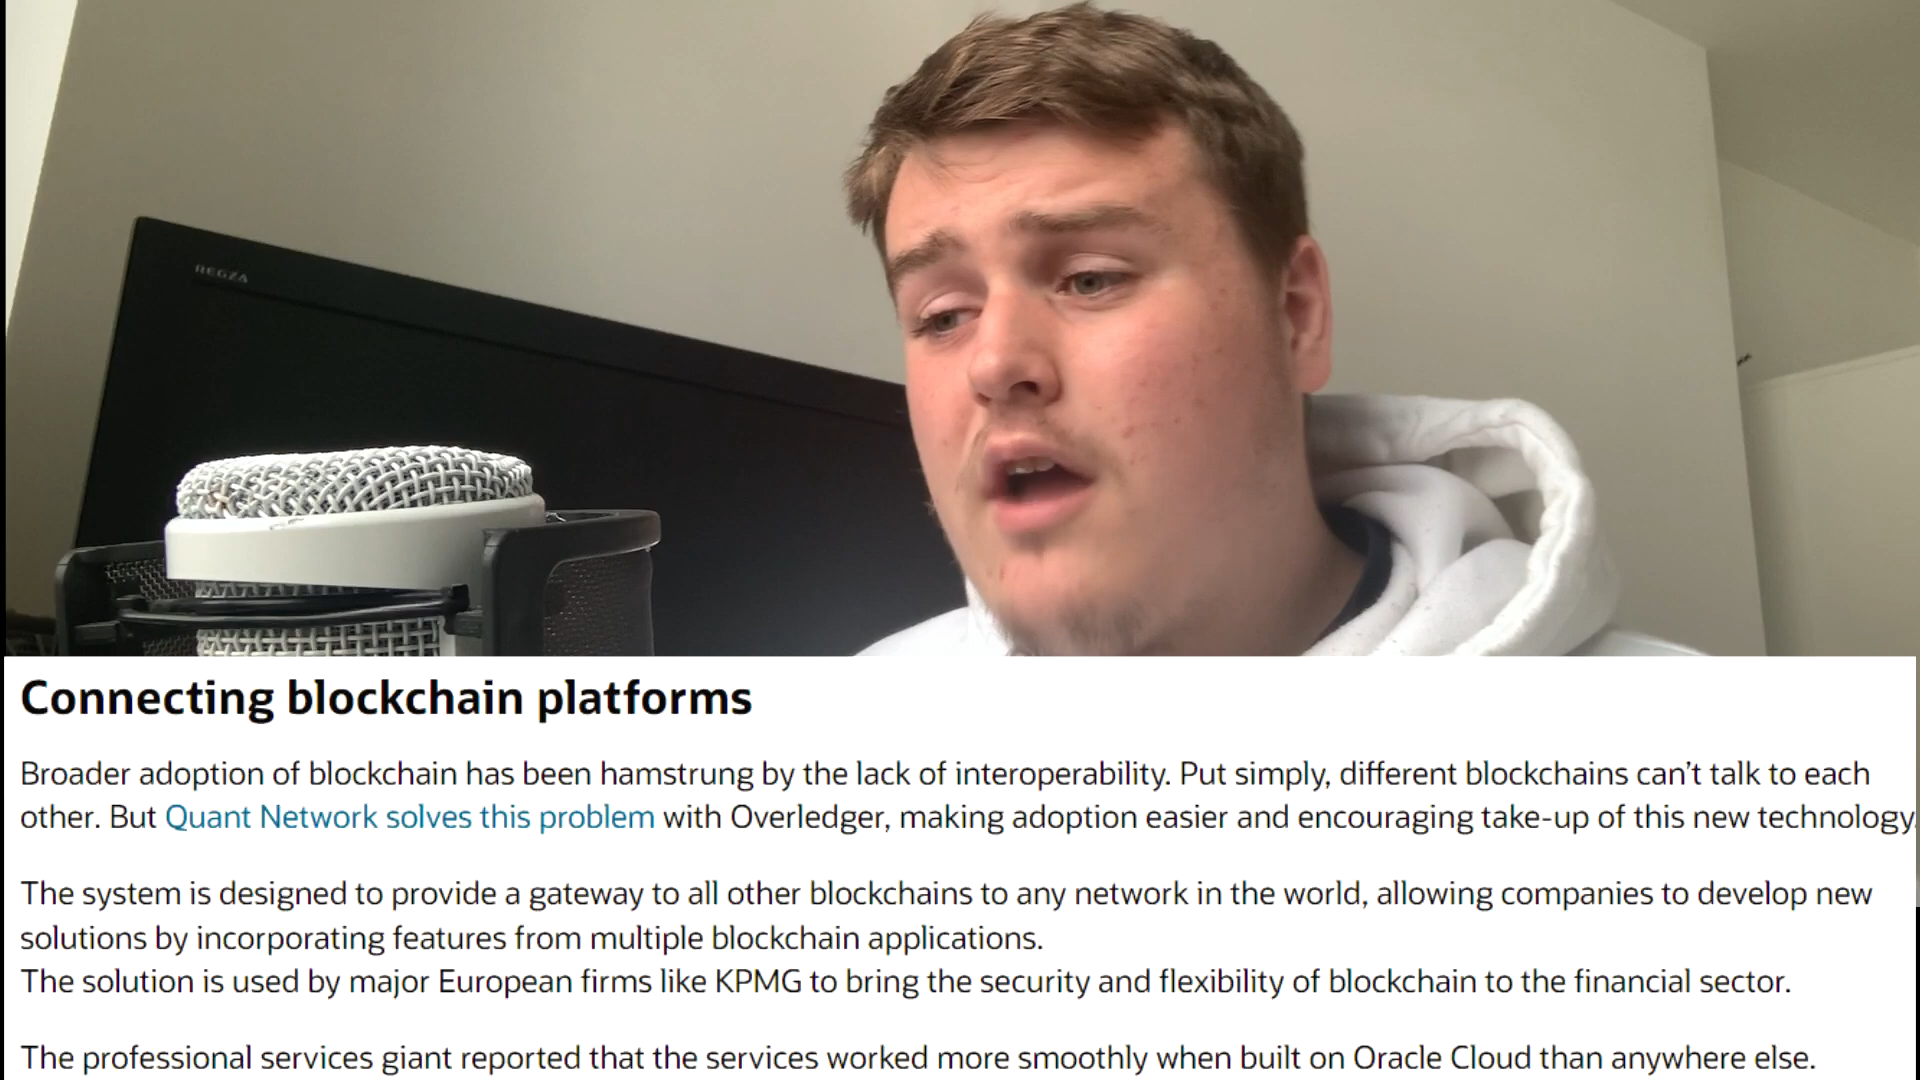 REGZA
Connecting blockchain platforms
Broader adoption of blockchain has been hamstrung by the lack of interoperability. Put simply, different blockchains can't talk to each
other. But Quant Network solves this problem with Overledger, making adoption easier and encouraging take-up of this new technology.
The system is designed to provide a gateway to all other blockchains to any network in the world, allowing companies to develop new
solutions by incorporating features from multiple blockchain applications.
The solution is used by major European firms like KPMG to bring the security and flexibility of blockchain to the financial sector.
The professional services giant reported that the services worked more smoothly when built on Oracle Cloud than anywhere else.